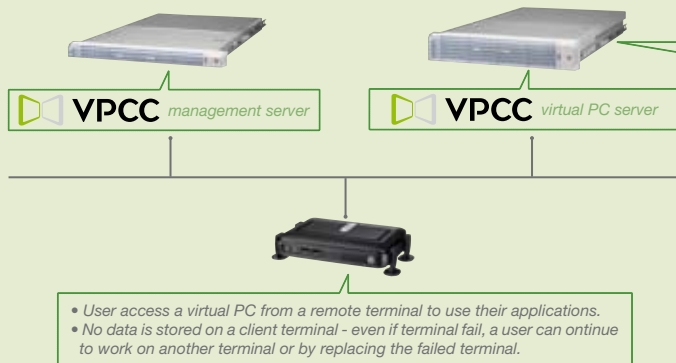 VPCC management server
VPCC virtual PC server
• User access a virtual PC from a remote terminal to use their applications.
• No data is stored on a client terminal - even if terminal fail, a user can ontinue
to work on another terminal or by replacing the failed terminal.